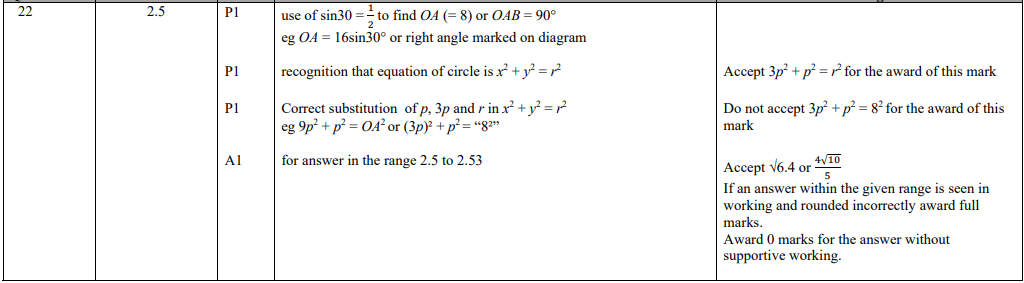 22 2.5 P1 use of sin30 = 1/2 to find OA (= 8) or OAB = 90°
eg OA = 16sin30° or right angle marked on diagram
P1 recognition that equation of circle is x² + y² = r² Accept 3p² + p² = r² for the award of this mark
P1 Correct substitution of p, 3p and r in x² + y² = r² Do not accept 3p² + p² = 8² for the award of this
eg 9p² + p² = OA² or (3p)² + p² = “8²” mark
A1 for answer in the range 2.5 to 2.53 Accept √6.4 or 4√10/5
If an answer within the given range is seen in
working and rounded incorrectly award full
marks.
Award 0 marks for the answer without
supportive working.